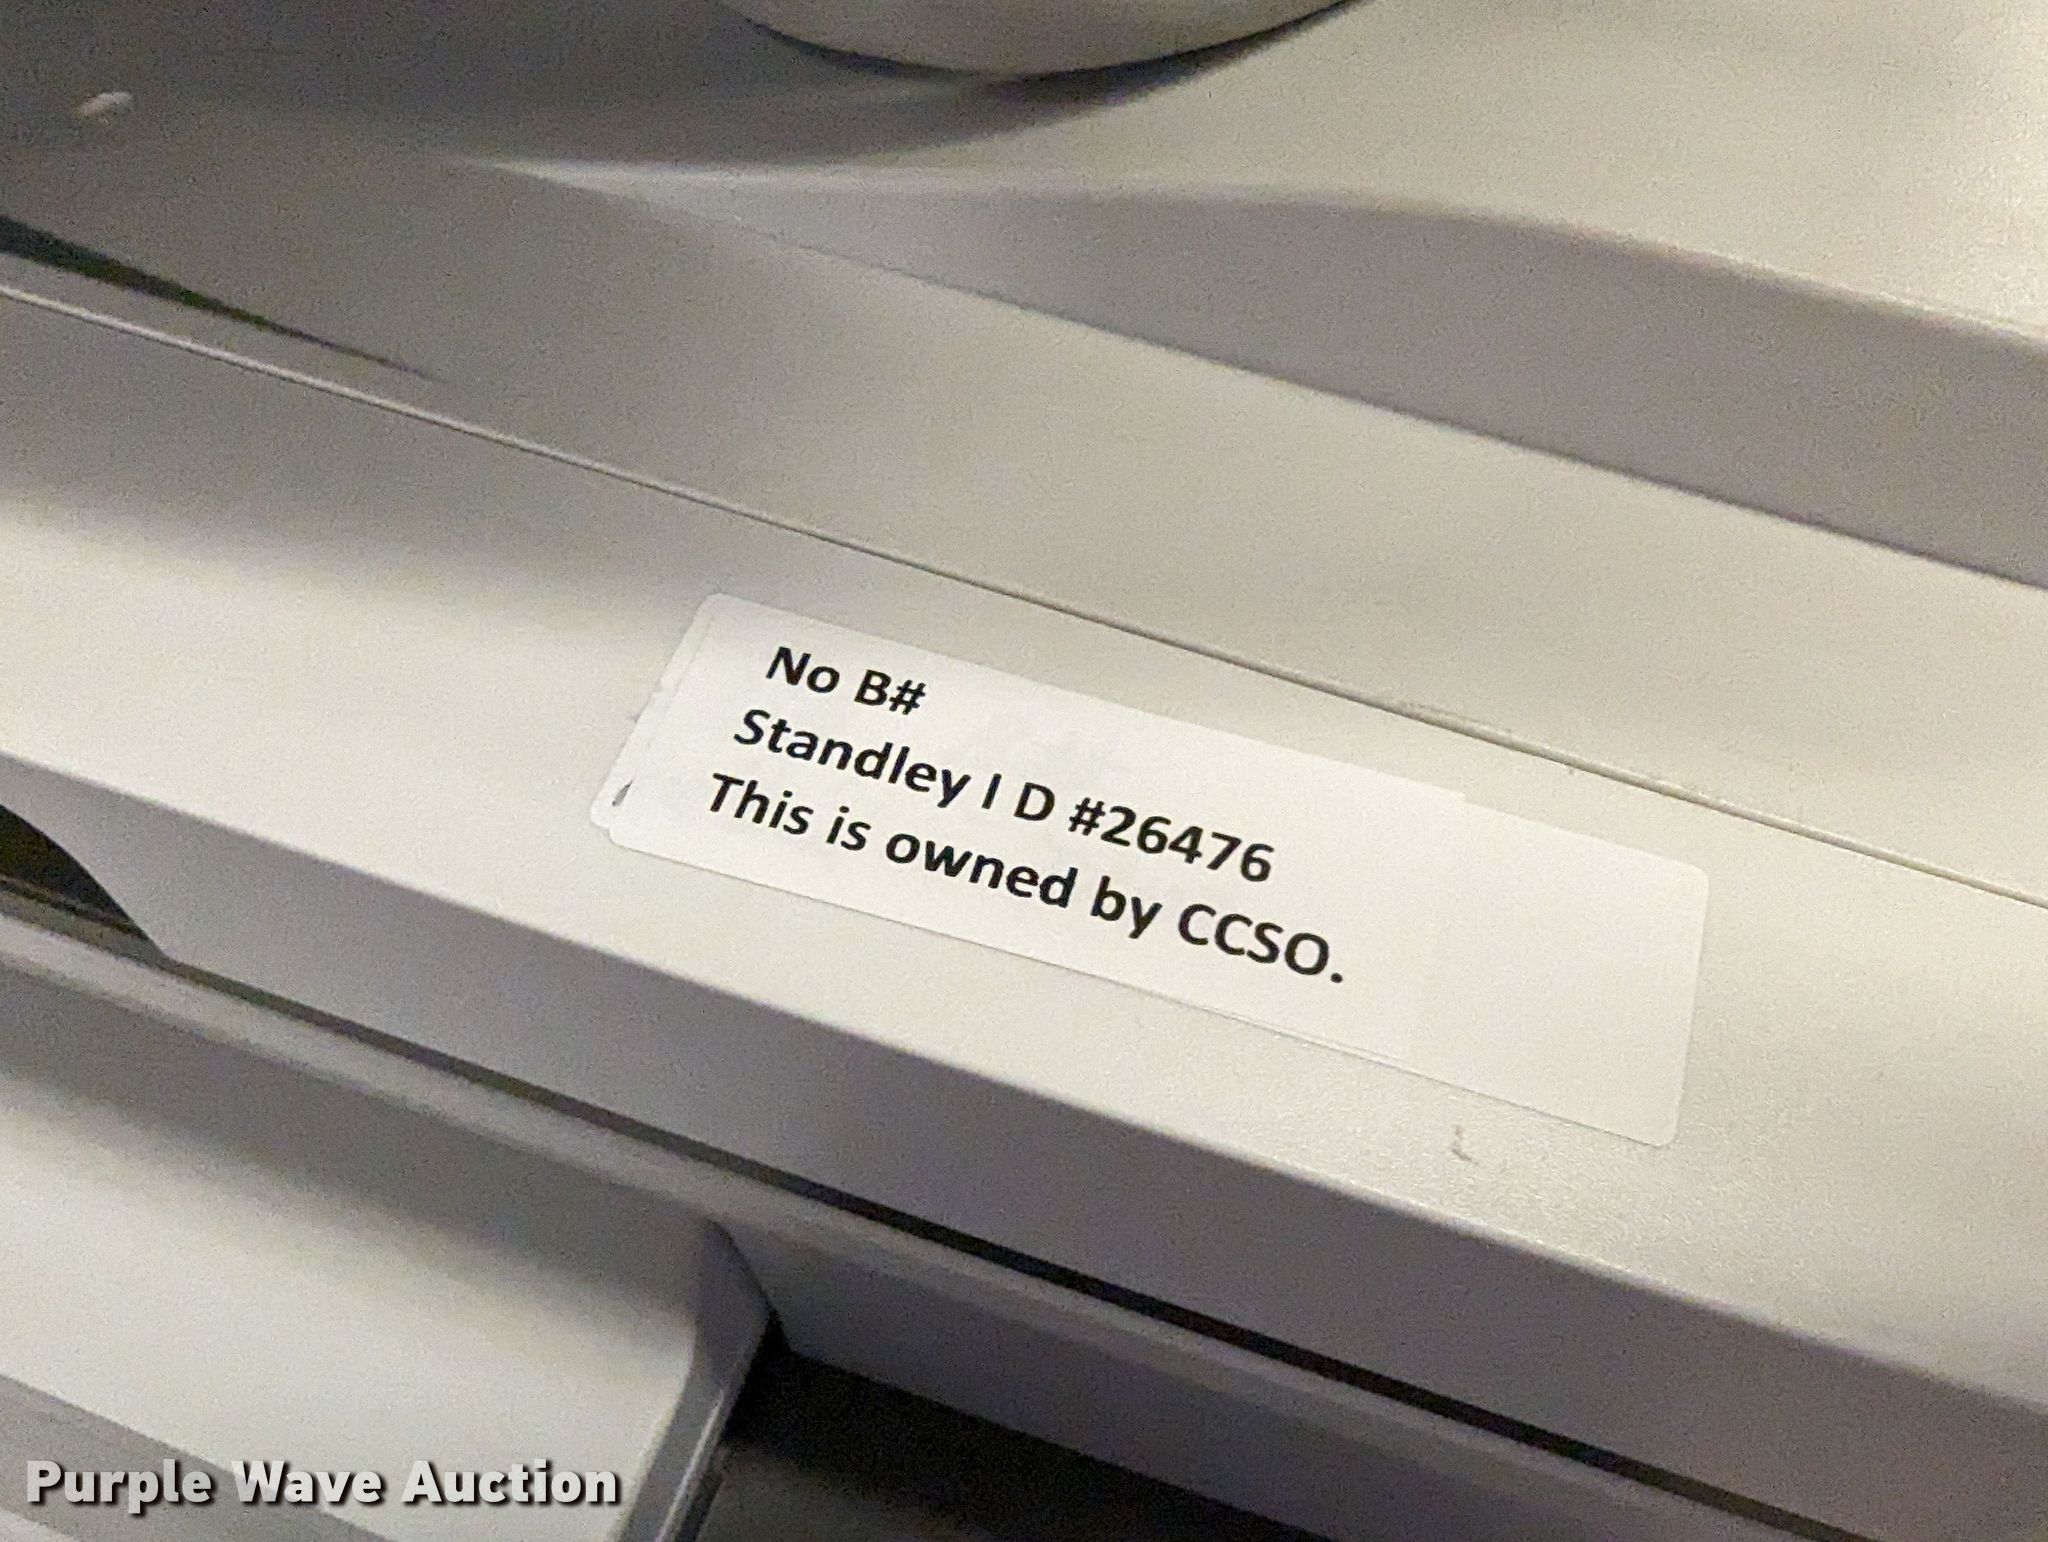 No B#
Standley I D #26476
This is owned by CCSO.
Purple Wave Auction